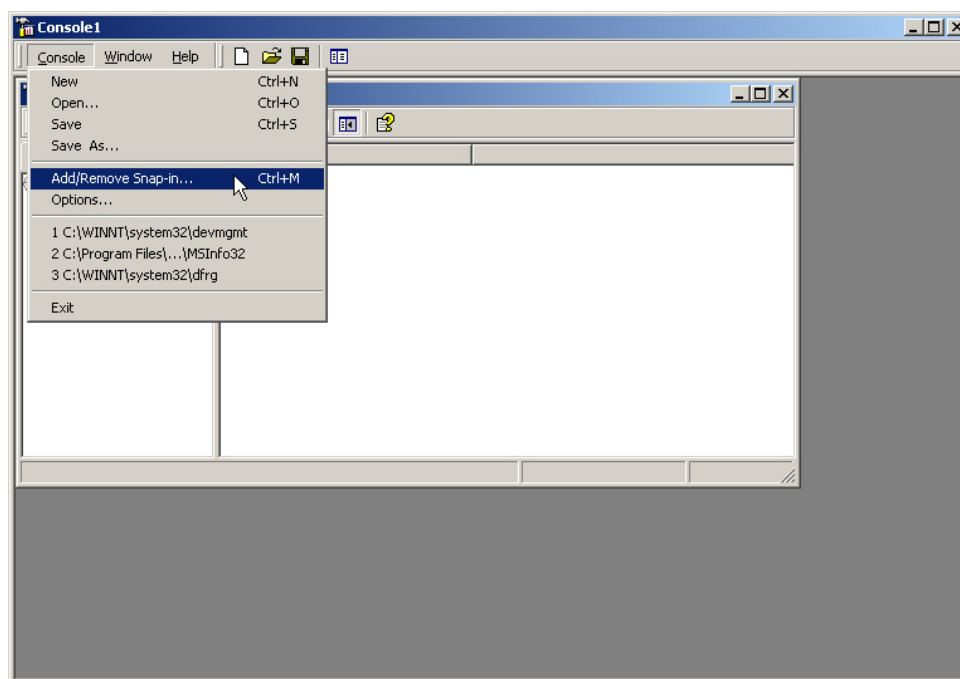 Console1
Console Window Help
New Ctrl+N
Open... Ctrl+O
Save Ctrl+S
Save As...
Add/Remove Snap-in... Ctrl+M
Options...
1 C:\WINNT\system32\devmgmt
2 C:\Program Files\...\MSInfo32
3 C:\WINNT\system32\dfrg
Exit